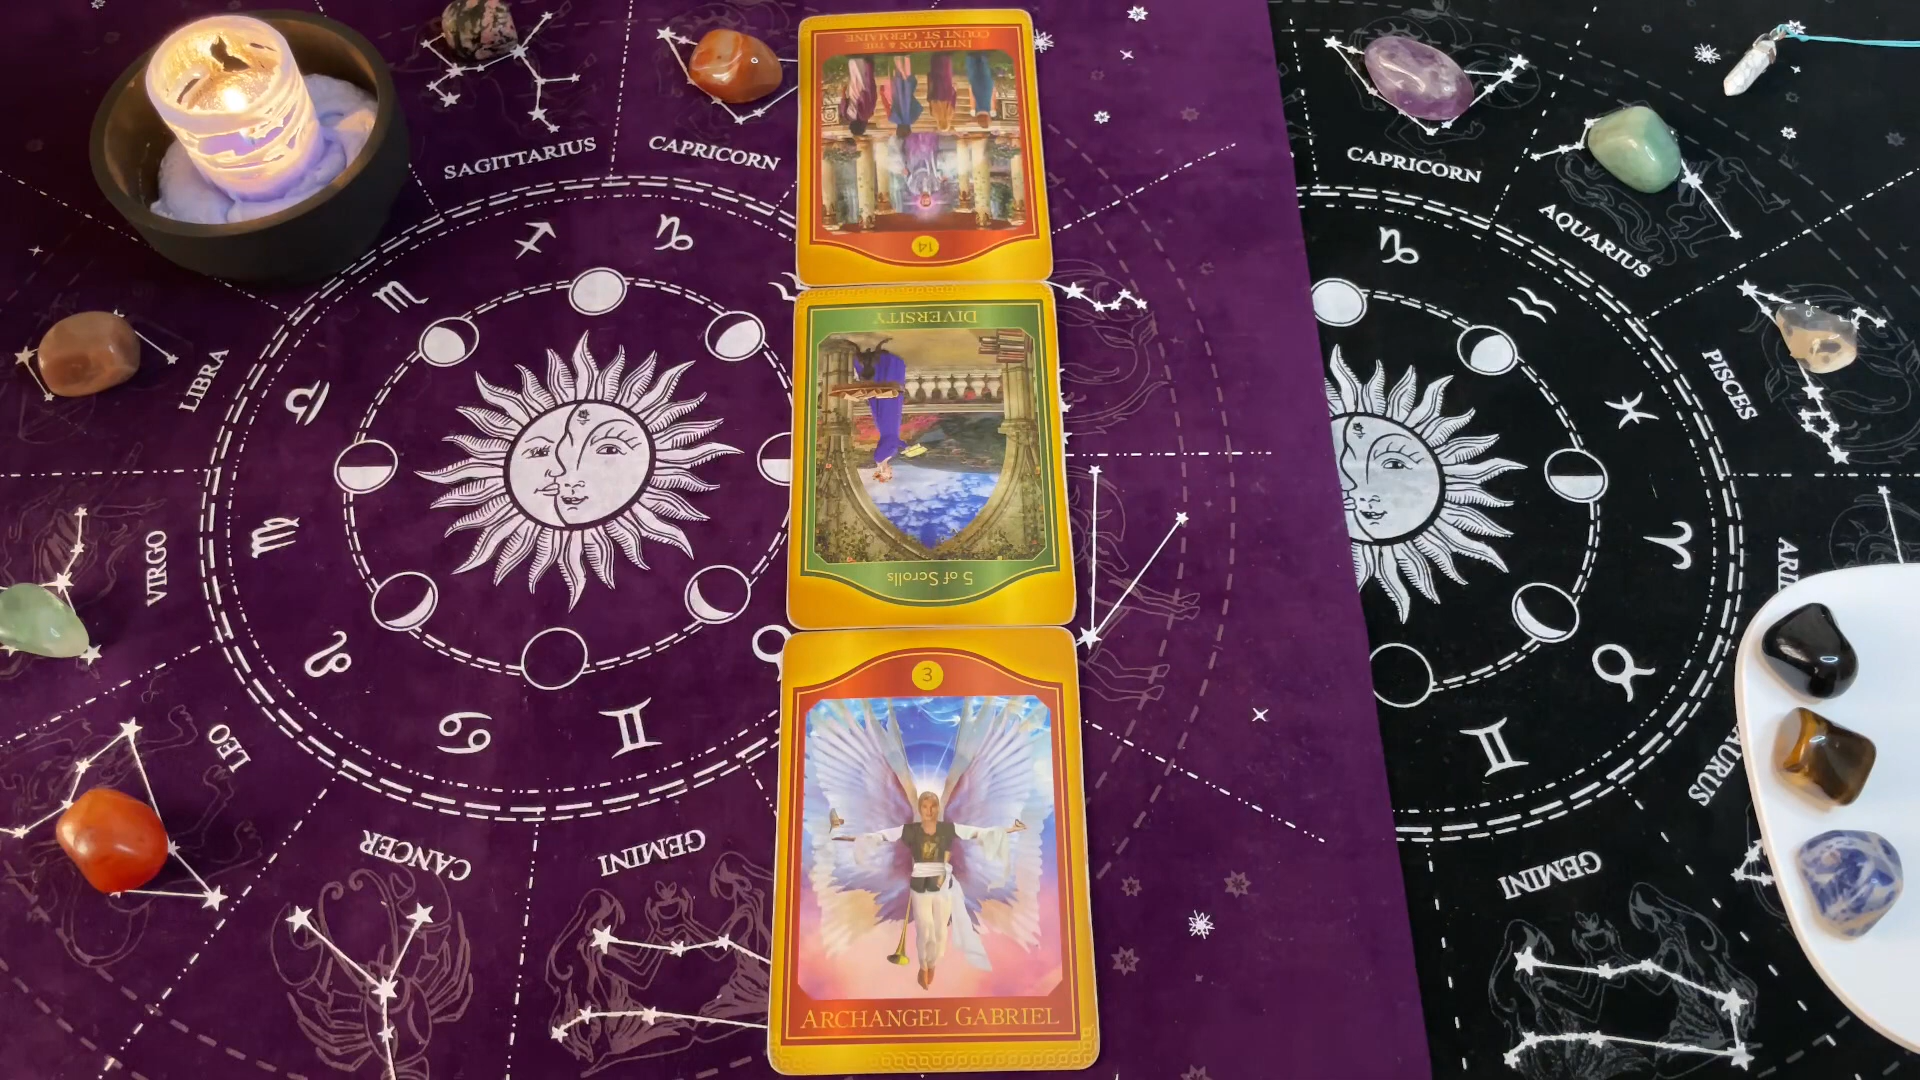 INITIATION & THE
COUNT ST. GERMAINE
14
SAGITTARIUS
CAPRICORN
CAPRICORN
AQUARIUS
DIVERSITY
5 of Scrolls
LIBRA
PISCES
VIRGO
LEO
CANCER
GEMINI
GEMINI
3
ARCHANGEL GABRIEL